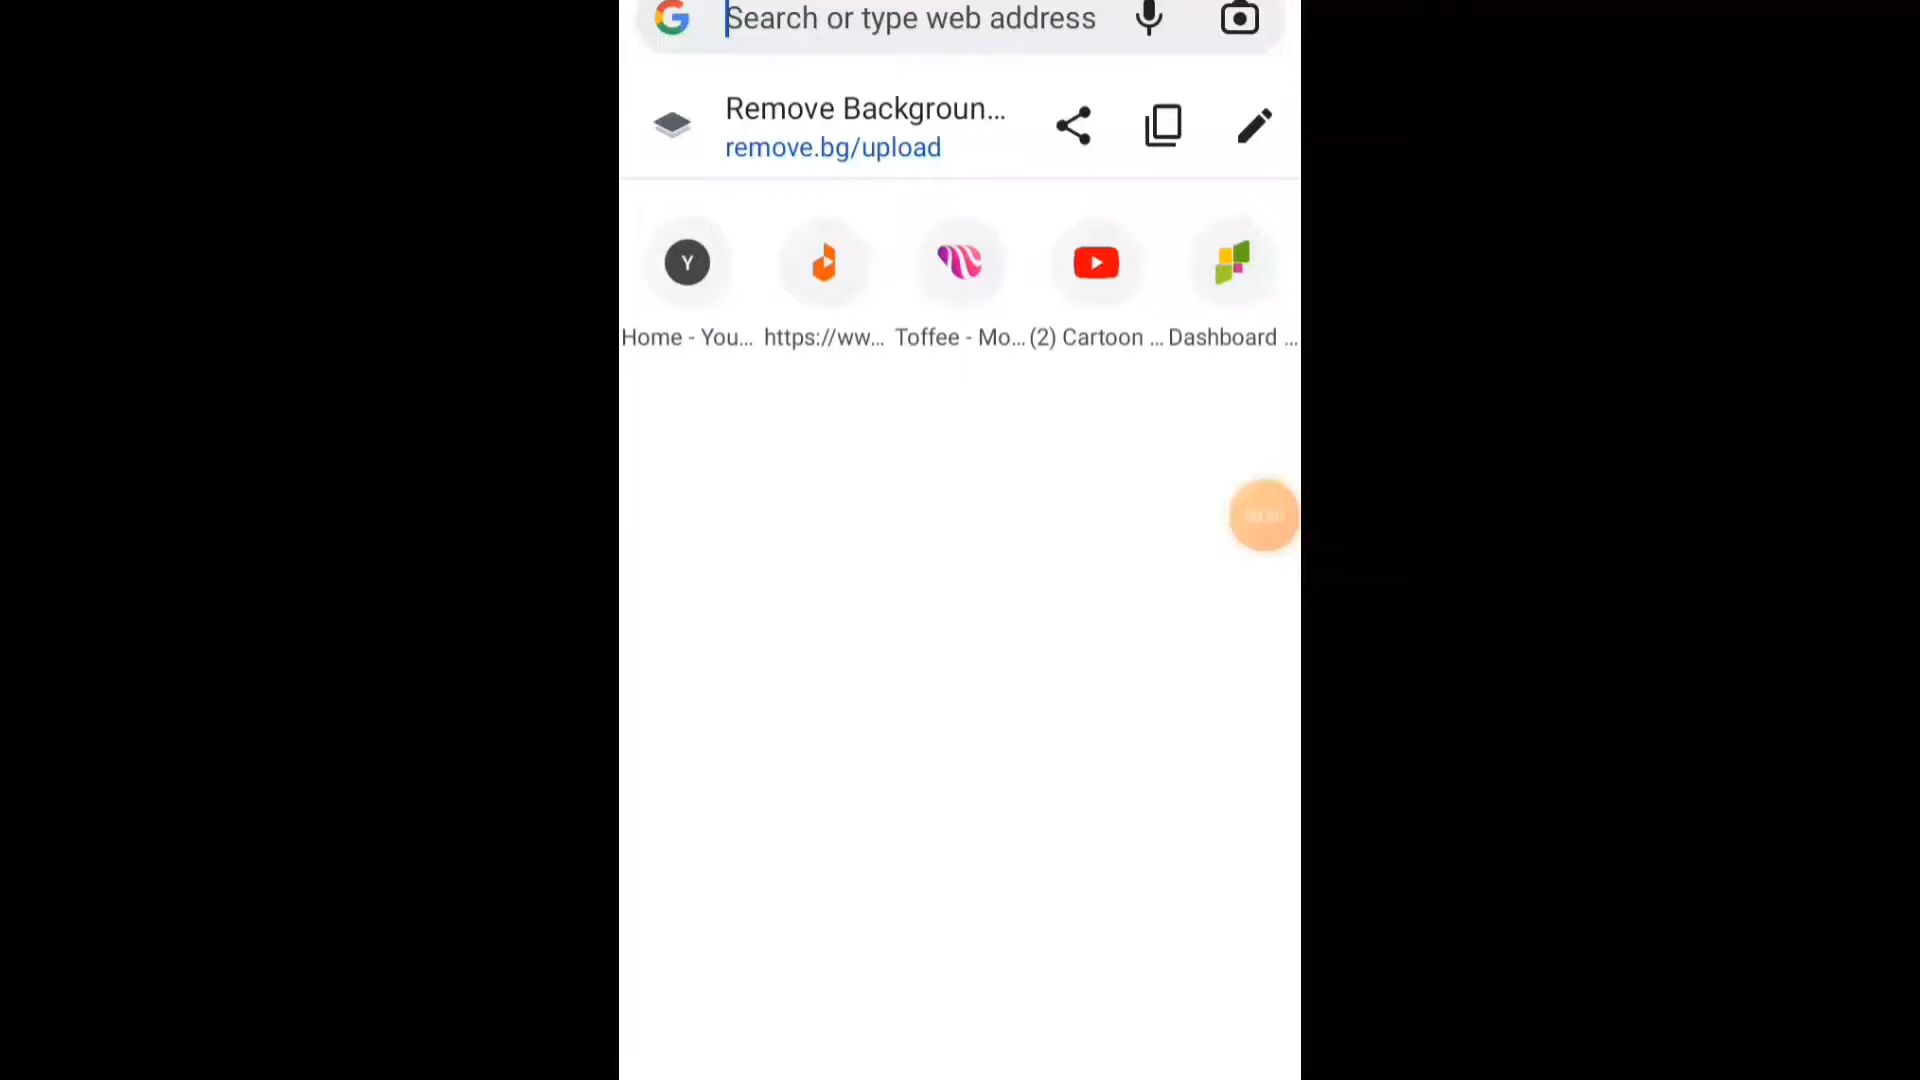 Search or type web address
Remove Backgroun...
remove.bg/upload
Y
Home - You... https://ww... Toffee - Mo... (2) Cartoon ... Dashboard ...